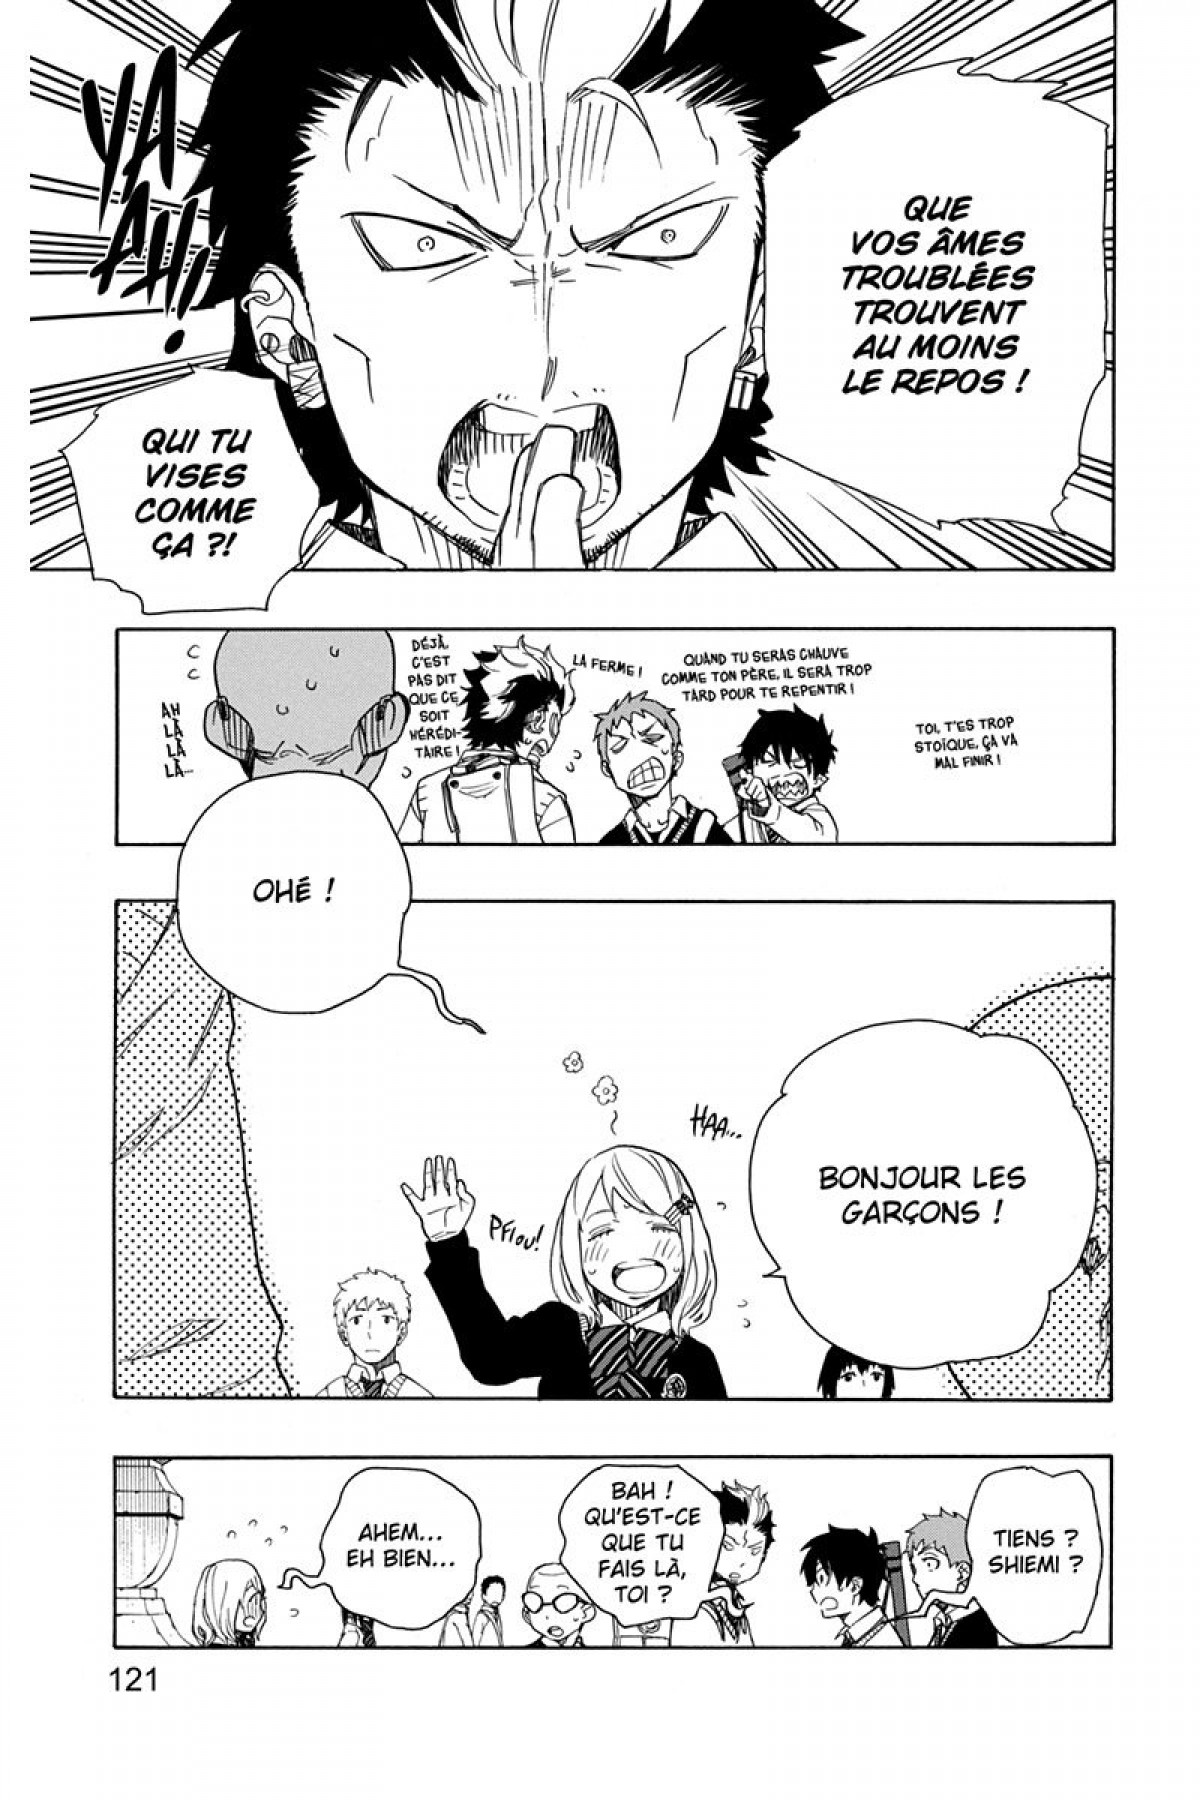 QUE
VOS ÂMES
TROUBLÉES
TROUVENT
AU MOINS
LE REPOS !
YA
AH !
QUI TU
VISES
COMME
ÇA ?!
TOI, T'ES TROP
STOÏQUE, ÇA VA
MAL FINIR !
QUAND TU SERAS CHAUVE
COMME TON PÈRE, IL SERA TROP
TARD POUR TE REPENTIR !
LA FERME !
DÉJÀ,
C'EST
PAS DIT
QUE CE
SOIT
HÉRÉDI-
TAIRE !
AH
LÀ
LÀ
LÀ...
OHÉ !
HAA...
PFIOU!
BONJOUR LES
GARÇONS !
TIENS ?
SHIEMI ?
BAH !
QU'EST-CE
QUE TU
FAIS LÀ,
TOI ?
AHEM...
EH BIEN...
121